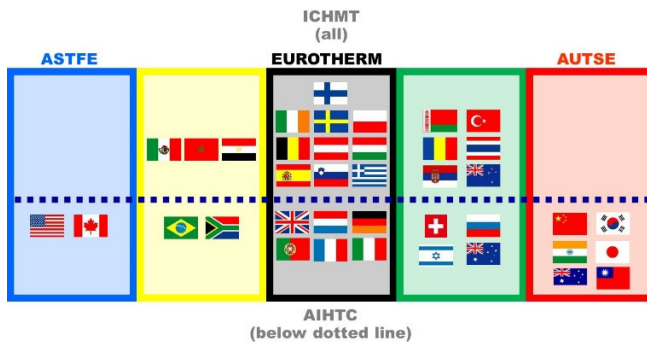 ICHMT
(all)
ASTFE EUROTHERM AUTSE
AIHTC
(below dotted line)